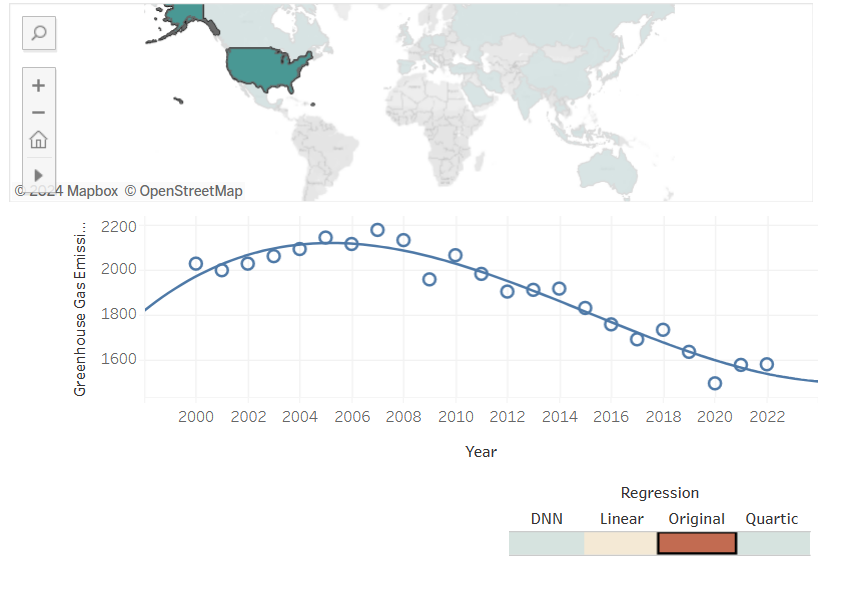 +
−
© 2024 Mapbox © OpenStreetMap
Greenhouse Gas Emissi...
2200
2000
1800
1600
2000 2002 2004 2006 2008 2010 2012 2014 2016 2018 2020 2022
Year
Regression
DNN Linear Original Quartic